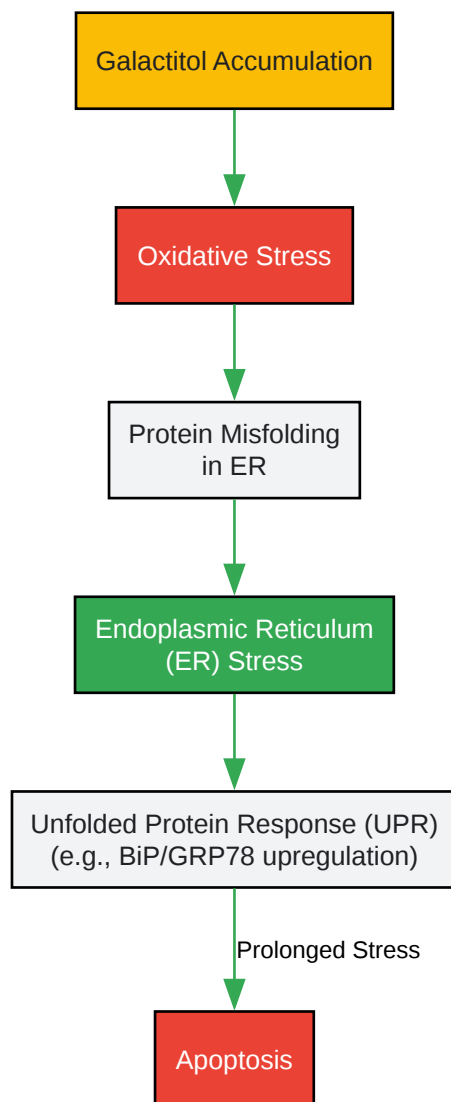 Galactitol Accumulation
Oxidative Stress
Protein Misfolding
in ER
Endoplasmic Reticulum
(ER) Stress
Unfolded Protein Response (UPR)
(e.g., BiP/GRP78 upregulation)
Prolonged Stress
Apoptosis